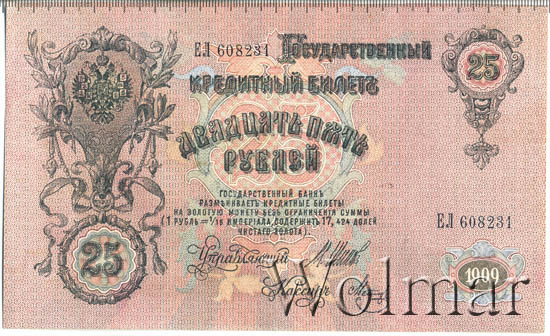 ЕЛ 608231
Государственный
25
КРЕДИТНЫЙ БИЛЕТЪ
ДВАДЦАТЬ ПЯТЬ
РУБЛЕЙ
ГОСУДАРСТВЕННЫЙ БАНКЪ
РАЗМѢНИВАЕТЪ КРЕДИТНЫЕ БИЛЕТЫ
НА ЗОЛОТУЮ МОНЕТУ БЕЗЪ ОГРАНИЧЕНІЯ СУММЫ
(1 РУБЛЬ = 1/15 ИМПЕРІАЛА, СОДЕРЖИТЪ 17,424 ДОЛЕЙ
ЧИСТАГО ЗОЛОТА).
ЕЛ 608231
25
Управляющій
Кассиръ
1909
Wolmar